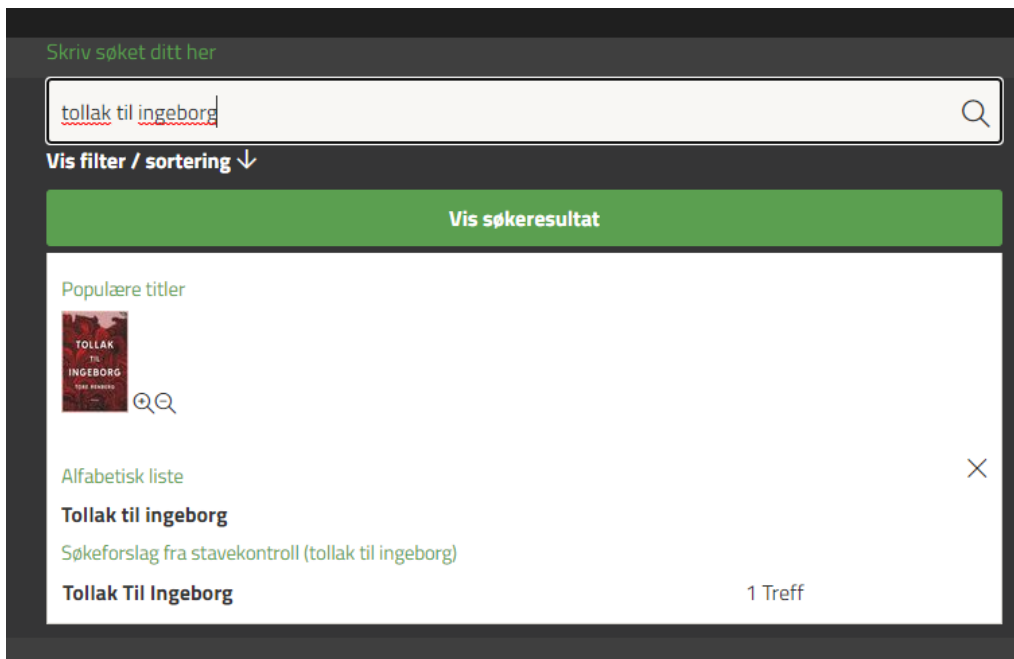 Skriv søket ditt her
tollak til ingeborg
Vis filter / sortering ↓
Vis søkeresultat
Populære titler
TOLLAK
TIL
INGEBORG
TORE RENBERG
Alfabetisk liste
Tollak til ingeborg
Søkeforslag fra stavekontroll (tollak til ingeborg)
Tollak Til Ingeborg 1 Treff